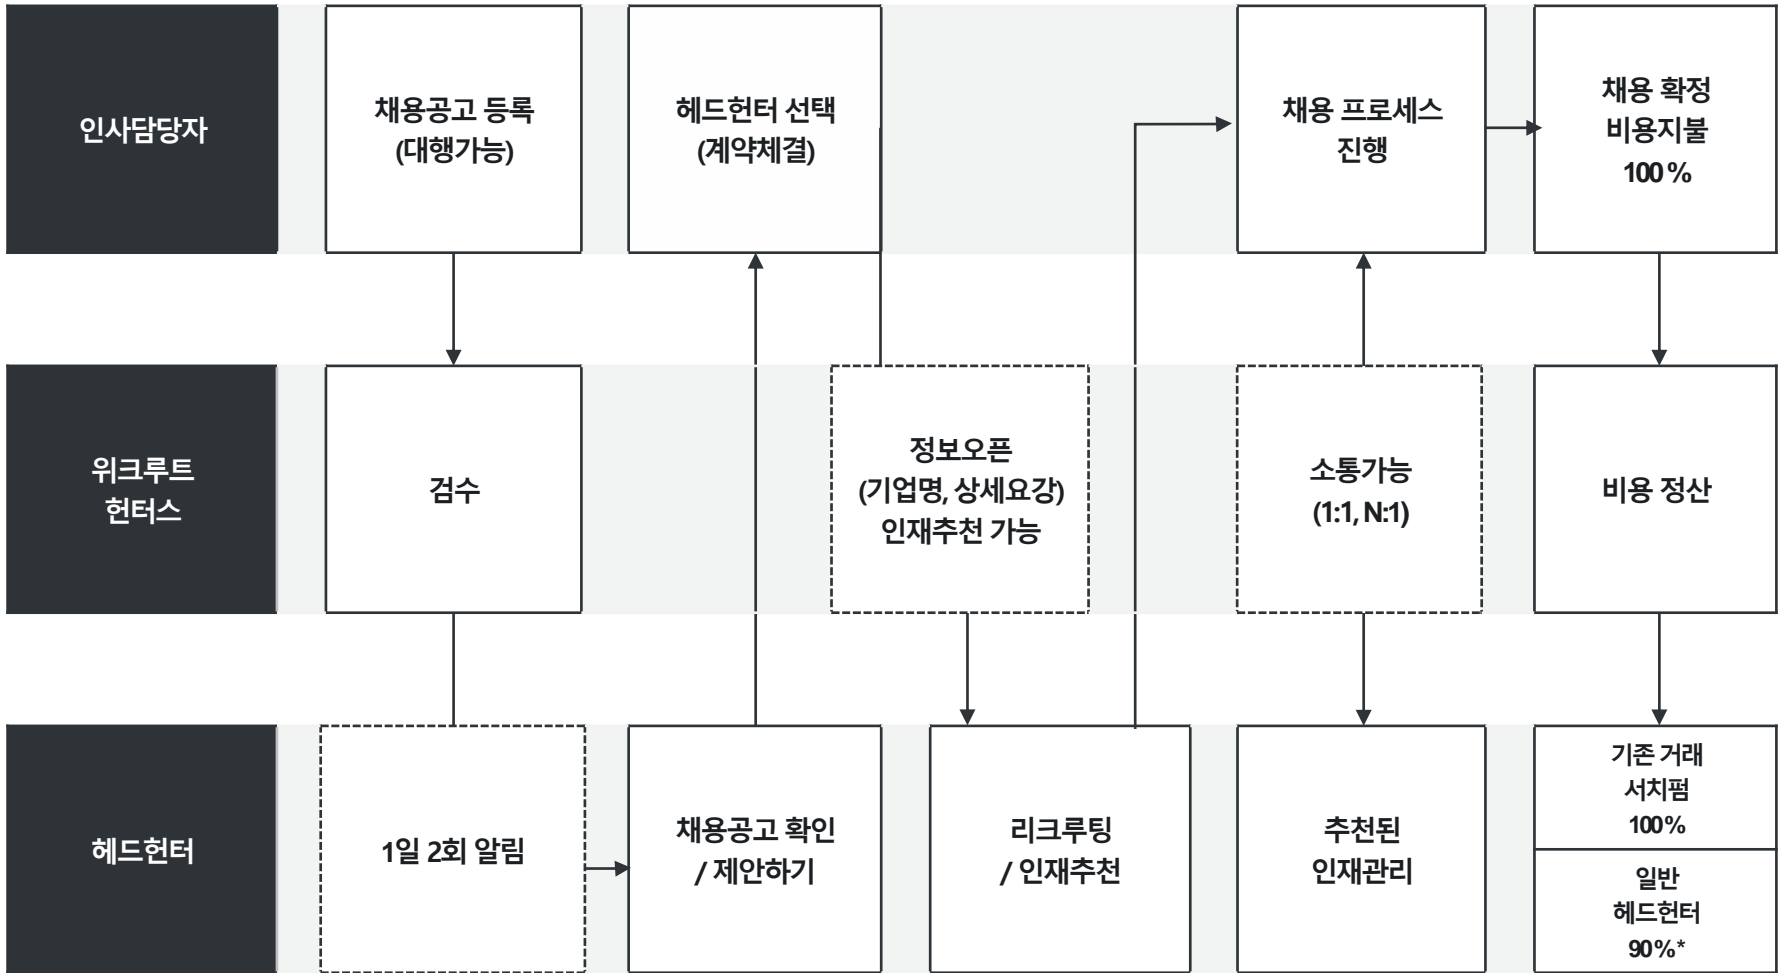 인사담당자
채용공고 등록
(대행가능)
헤드헌터 선택
(계약체결)
채용 프로세스
진행
채용 확정
비용지불
100 %
위크루트
헌터스
검수
정보오픈
(기업명, 상세요강)
인재추천 가능
소통가능
(1:1, N:1)
비용 정산
헤드헌터
1일 2회 알림
채용공고 확인
/ 제안하기
리크루팅
/ 인재추천
추천된
인재관리
기존 거래
서치펌
100%
일반
헤드헌터
90%*